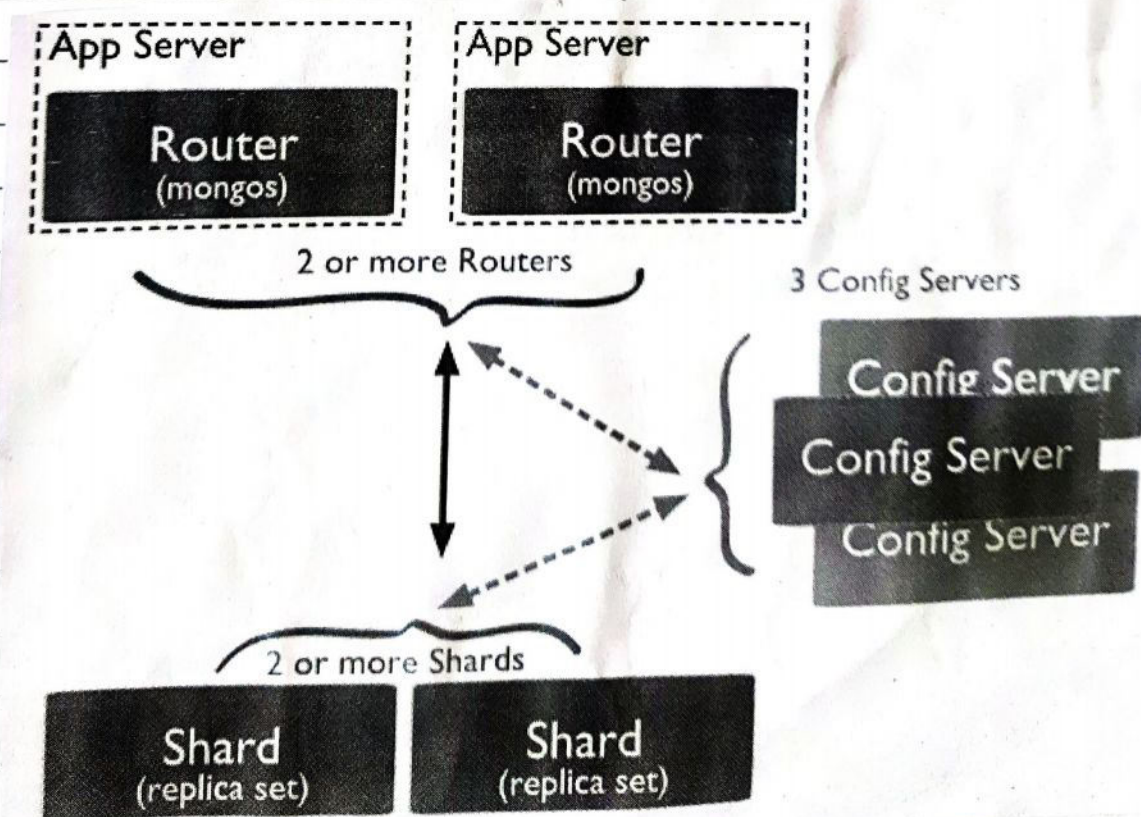 App Server
Router
(mongos)
App Server
Router
(mongos)
2 or more Routers
3 Config Servers
Config Server
Config Server
Config Server
2 or more Shards
Shard
(replica set)
Shard
(replica set)